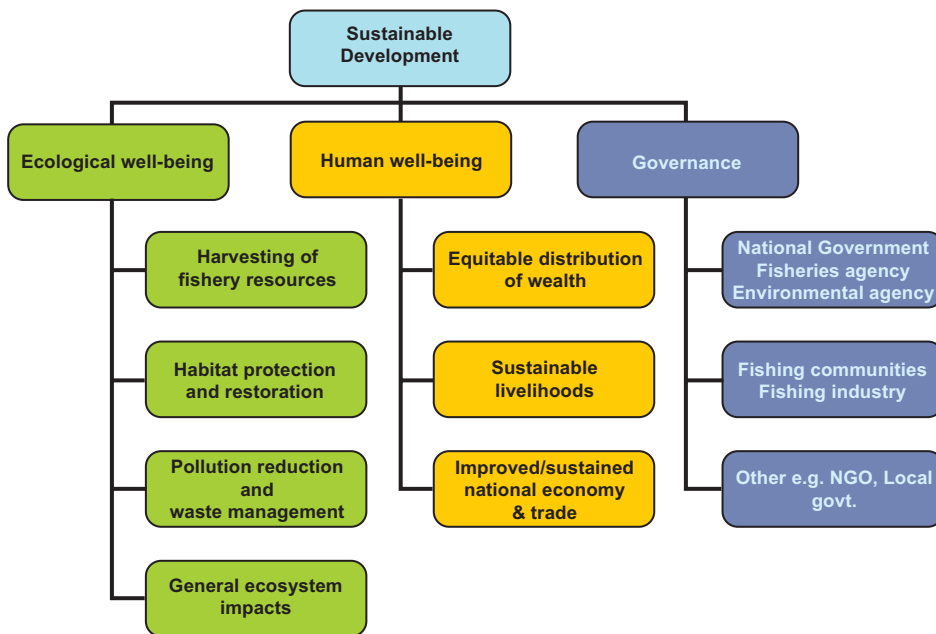 Sustainable
Development
Ecological well-being
Human well-being
Governance
Harvesting of
fishery resources
Habitat protection
and restoration
Pollution reduction
and
waste management
General ecosystem
impacts
Equitable distribution
of wealth
Sustainable
livelihoods
Improved/sustained
national economy
& trade
National Government
Fisheries agency
Environmental agency
Fishing communities
Fishing industry
Other e.g. NGO, Local
govt.